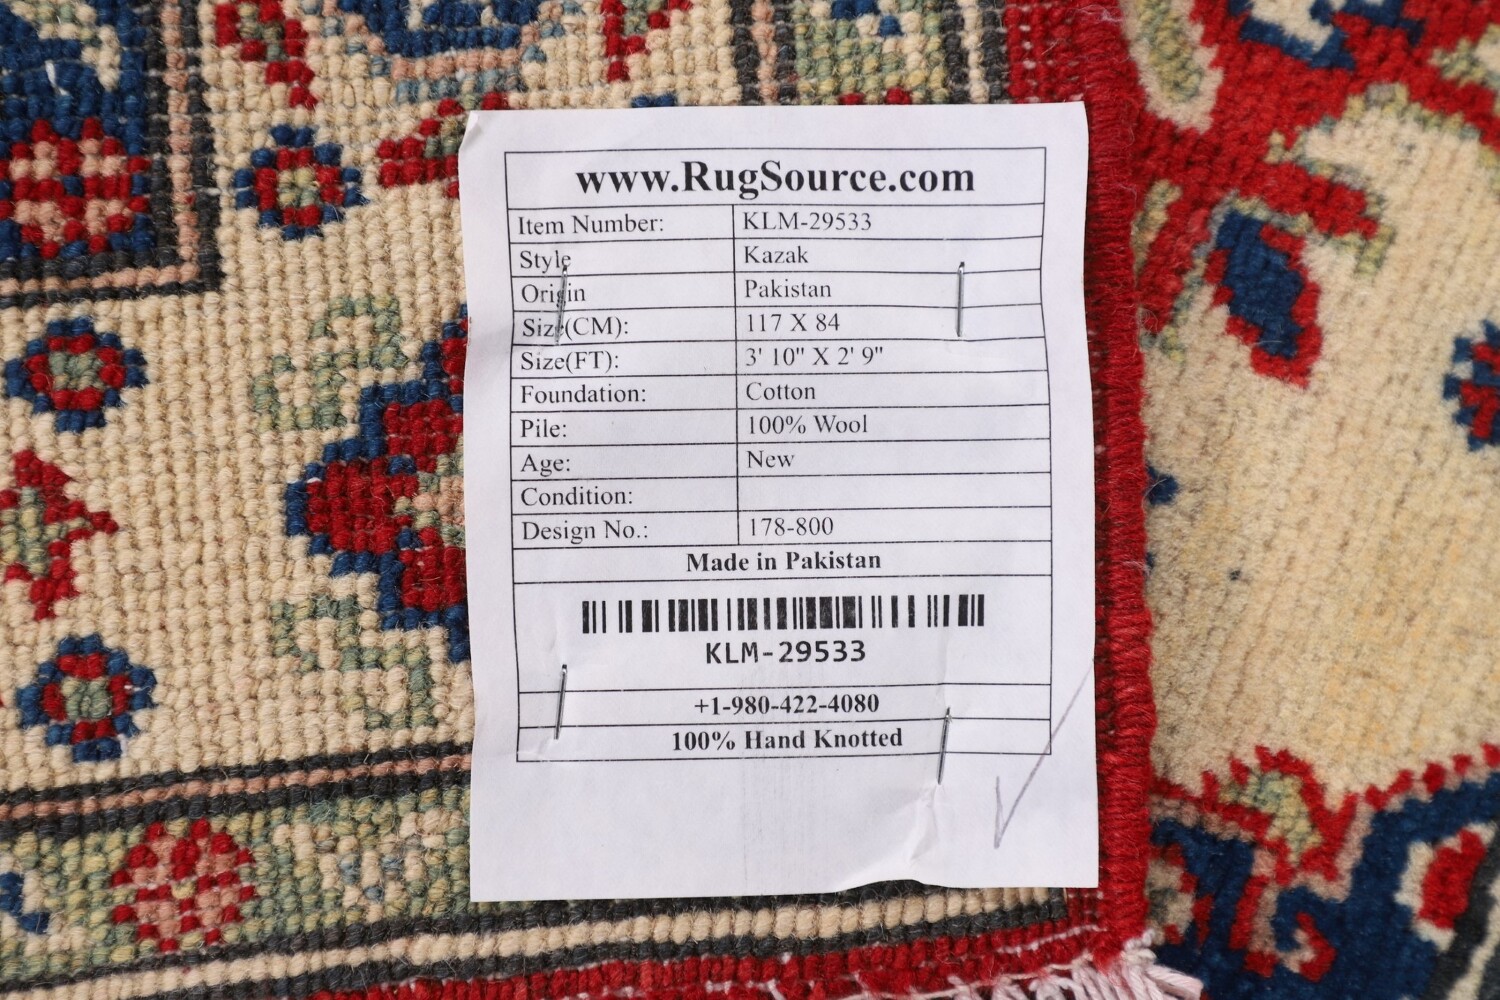 www.RugSource.com
Item Number: KLM-29533
Style Kazak
Origin Pakistan
Size(CM): 117 X 84
Size(FT): 3' 10" X 2' 9"
Foundation: Cotton
Pile: 100% Wool
Age: New
Condition:
Design No.: 178-800
Made in Pakistan
KLM-29533
+1-980-422-4080
100% Hand Knotted